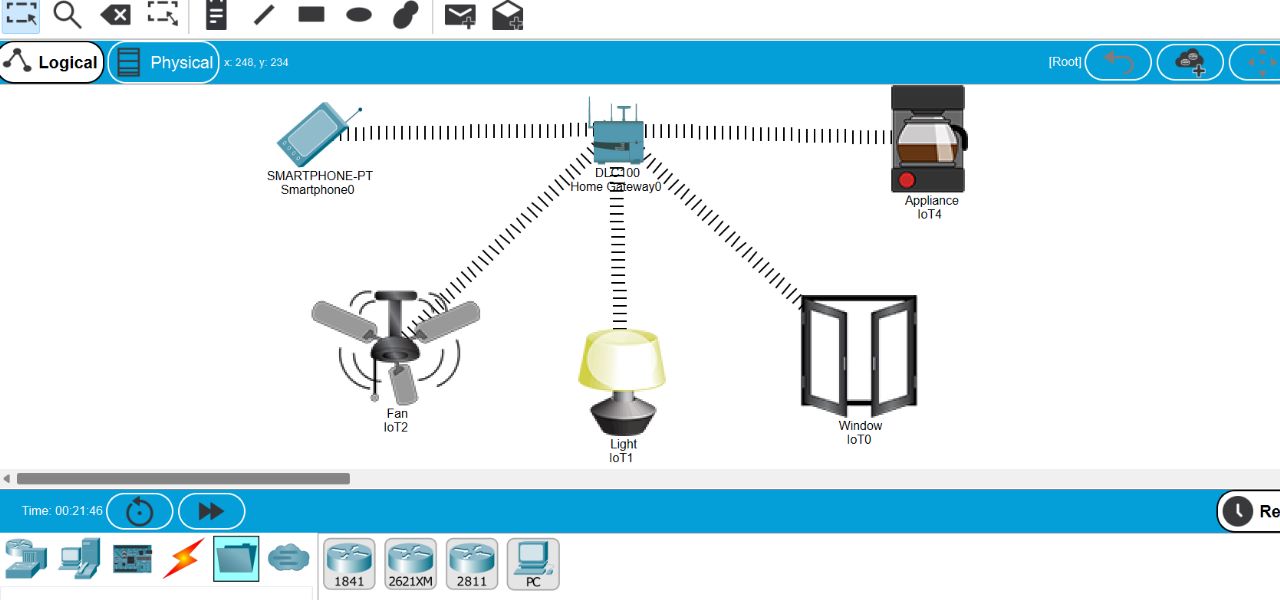 Logical
Physical
x: 248, y: 234
[Root]
SMARTPHONE-PT
Smartphone0
DLC100
Home Gateway0
Appliance
IoT4
Fan
IoT2
Light
IoT1
Window
IoT0
Time: 00:21:46
Re
1841
2621XM
2811
PC